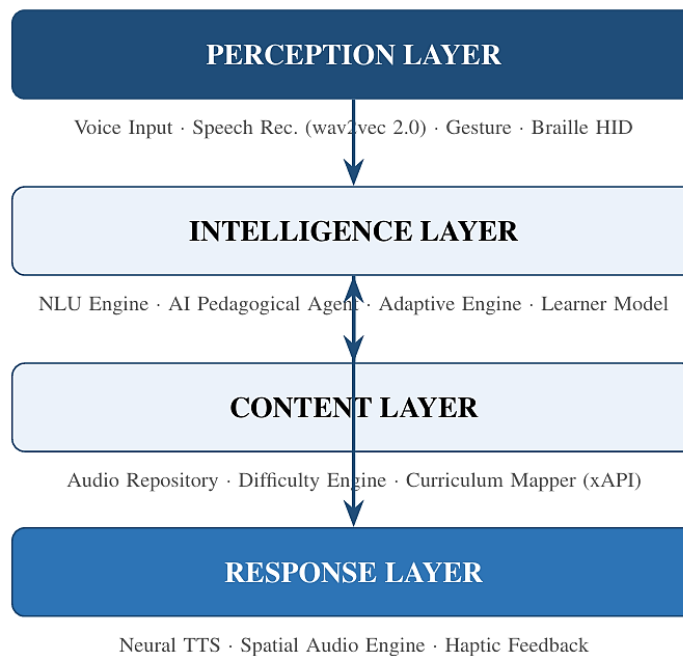 PERCEPTION LAYER
Voice Input · Speech Rec. (wav2vec 2.0) · Gesture · Braille HID
INTELLIGENCE LAYER
NLU Engine · AI Pedagogical Agent · Adaptive Engine · Learner Model
CONTENT LAYER
Audio Repository · Difficulty Engine · Curriculum Mapper (xAPI)
RESPONSE LAYER
Neural TTS · Spatial Audio Engine · Haptic Feedback